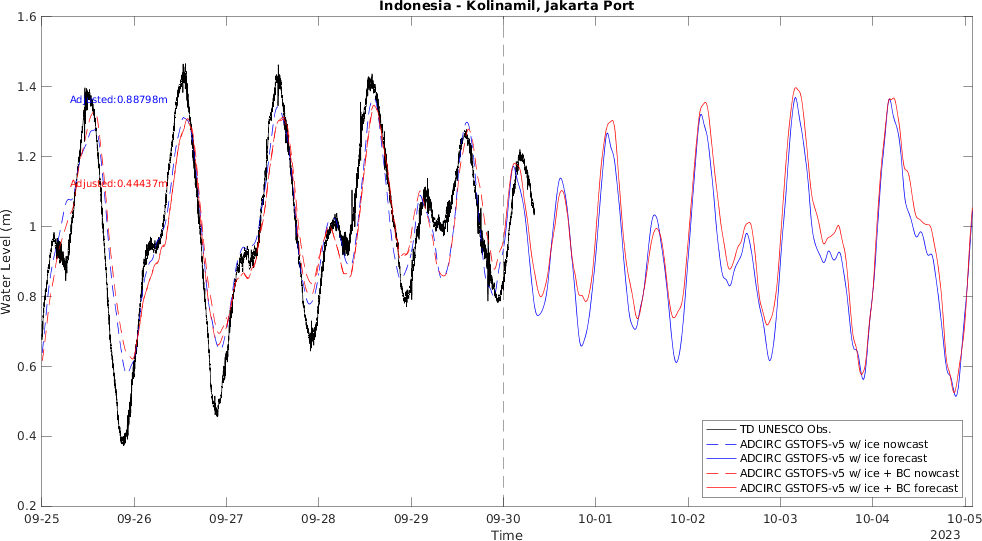 Indonesia - Kolinamil, Jakarta Port
1.6
1.4
1.2
1
0.8
0.6
0.4
0.2
Water Level (m)
Adjusted:0.88798m
Adjusted:0.44437m
TD UNESCO Obs.
ADCIRC GSTOFS-v5 w/ ice nowcast
ADCIRC GSTOFS-v5 w/ ice forecast
ADCIRC GSTOFS-v5 w/ ice + BC nowcast
ADCIRC GSTOFS-v5 w/ ice + BC forecast
09-25 09-26 09-27 09-28 09-29 09-30 10-01 10-02 10-03 10-04 10-05
Time
2023